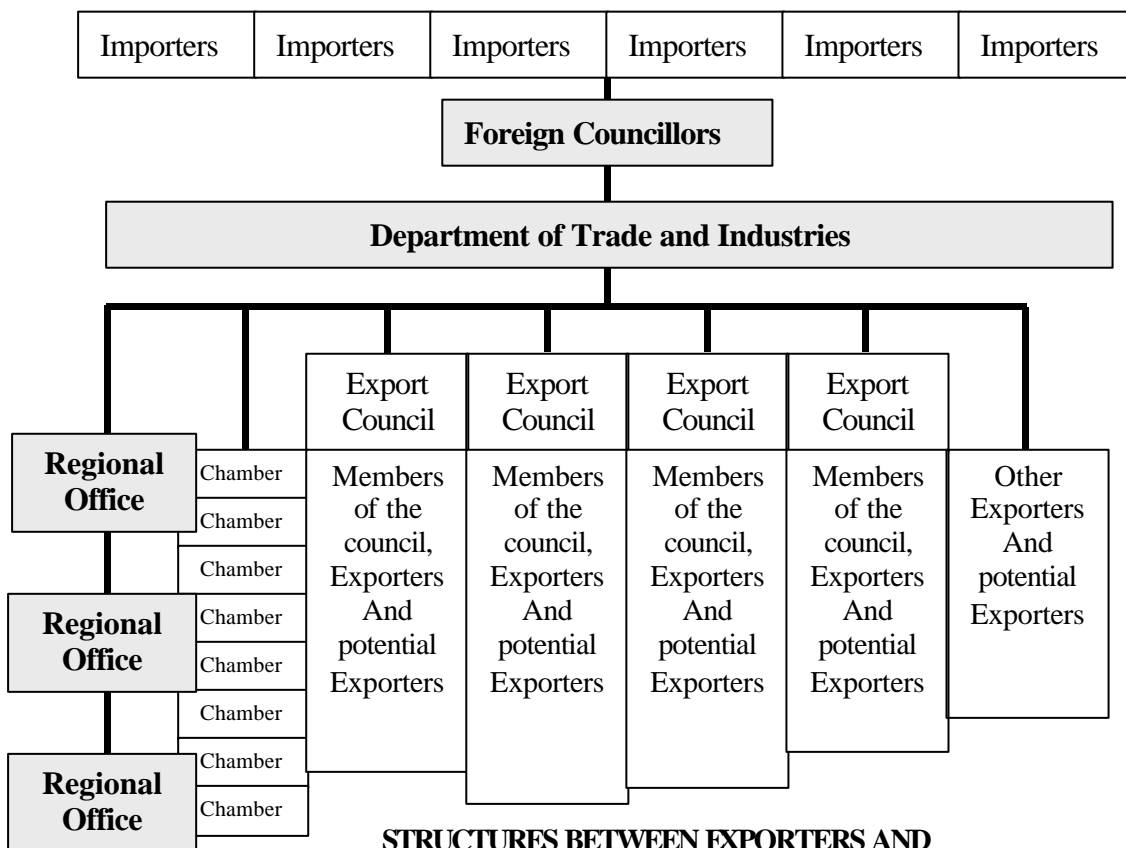 Importers Importers Importers Importers Importers Importers
Foreign Councillors
Department of Trade and Industries
Regional
Office
Regional
Office
Regional
Office
Chamber
Chamber
Chamber
Chamber
Chamber
Chamber
Chamber
Chamber
Export
Council
Members
of the
council,
Exporters
And
potential
Exporters
Export
Council
Members
of the
council,
Exporters
And
potential
Exporters
Export
Council
Members
of the
council,
Exporters
And
potential
Exporters
Export
Council
Members
of the
council,
Exporters
And
potential
Exporters
Other
Exporters
And
potential
Exporters
STRUCTURES BETWEEN EXPORTERS AND